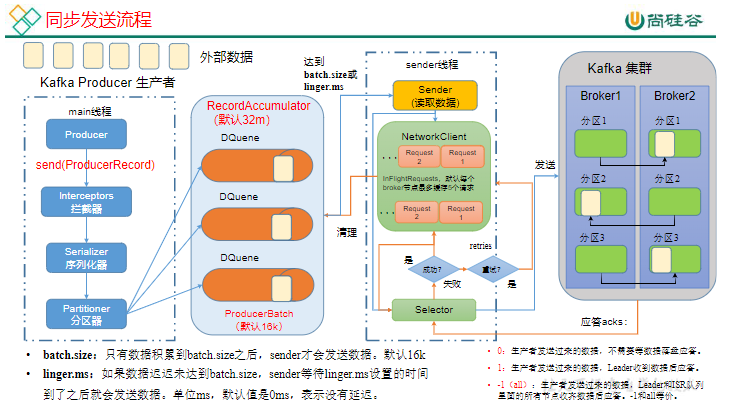 同步发送流程
尚硅谷
外部数据
Kafka Producer 生产者
达到
batch.size或
linger.ms
sender线程
Kafka 集群
main线程
Producer
send(ProducerRecord)
Interceptors
拦截器
Serializer
序列化器
Partitioner
分区器
RecordAccumulator
(默认32m)
DQuene
DQuene
DQuene
ProducerBatch
(默认16k)
清理
Sender
(读取数据)
NetworkClient
...
Request
2
Request
1
InFlightRequests，默认每个
broker节点最多缓存5个请求
...
Request
2
Request
1
是
成功?
失败
retries
重试?
是
Selector
发送
Broker1
Broker2
分区1
分区1
分区2
分区2
分区3
分区3
应答acks：
• batch.size：只有数据积累到batch.size之后，sender才会发送数据。默认16k
• linger.ms：如果数据迟迟未达到batch.size，sender等待linger.ms设置的时间
到了之后就会发送数据。单位ms，默认值是0ms，表示没有延迟。
• 0：生产者发送过来的数据，不需要等数据落盘应答。
• 1：生产者发送过来的数据，Leader收到数据后应答。
• -1（all）：生产者发送过来的数据，Leader和ISR队列
里面的所有节点收齐数据后应答。-1和all等价。